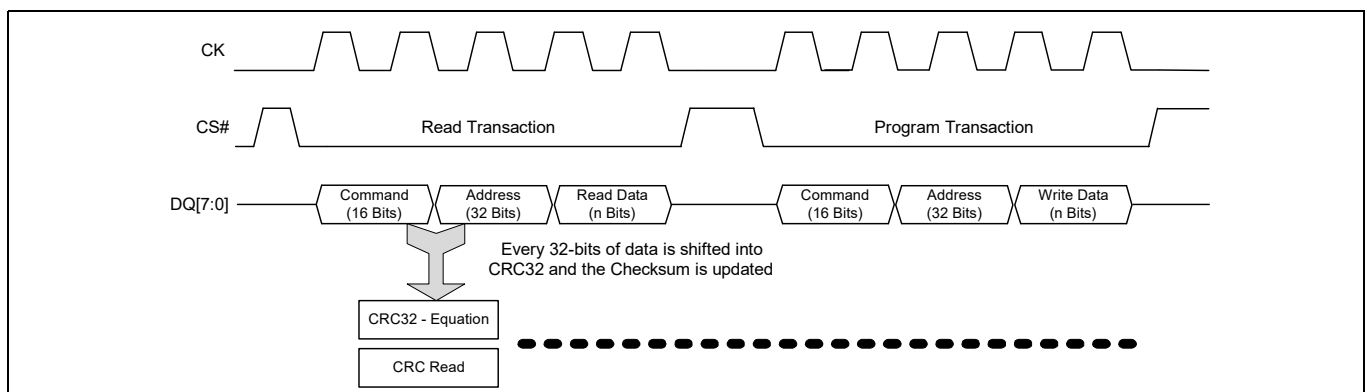 CK
CS#
Read Transaction
Program Transaction
DQ[7:0]
Command
(16 Bits)
Address
(32 Bits)
Read Data
(n Bits)
Command
(16 Bits)
Address
(32 Bits)
Write Data
(n Bits)
Every 32-bits of data is shifted into
CRC32 and the Checksum is updated
CRC32 - Equation
CRC Read